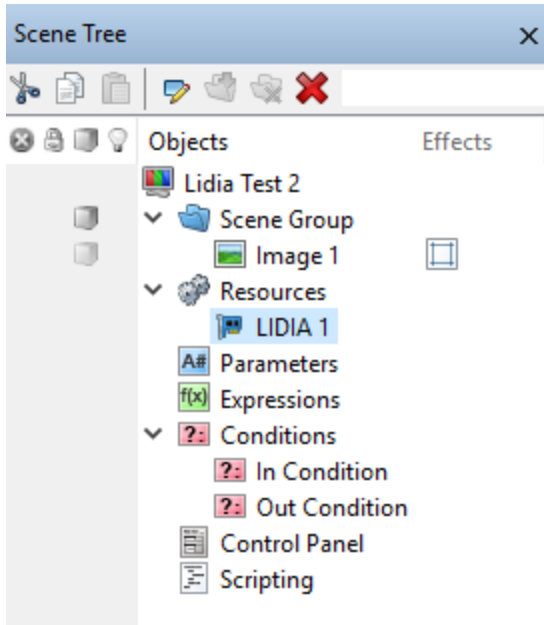 Scene Tree
Objects Effects
Lidia Test 2
Scene Group
Image 1
Resources
LIDIA 1
A# Parameters
f(x) Expressions
?: Conditions
?: In Condition
?: Out Condition
Control Panel
Scripting